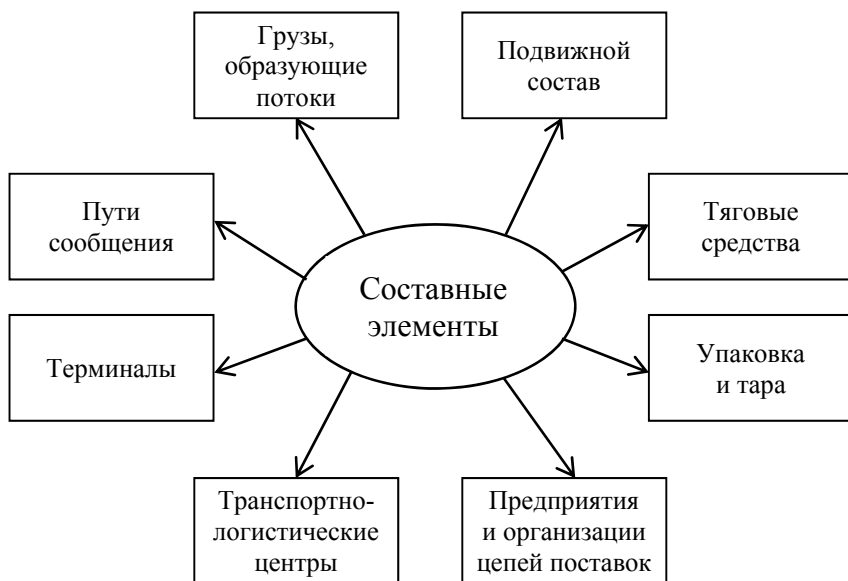 Грузы,
образующие
потоки
Подвижной
состав
Пути
сообщения
Тяговые
средства
Составные
элементы
Терминалы
Упаковка
и тара
Транспортно-
логистические
центры
Предприятия
и организации
цепей поставок